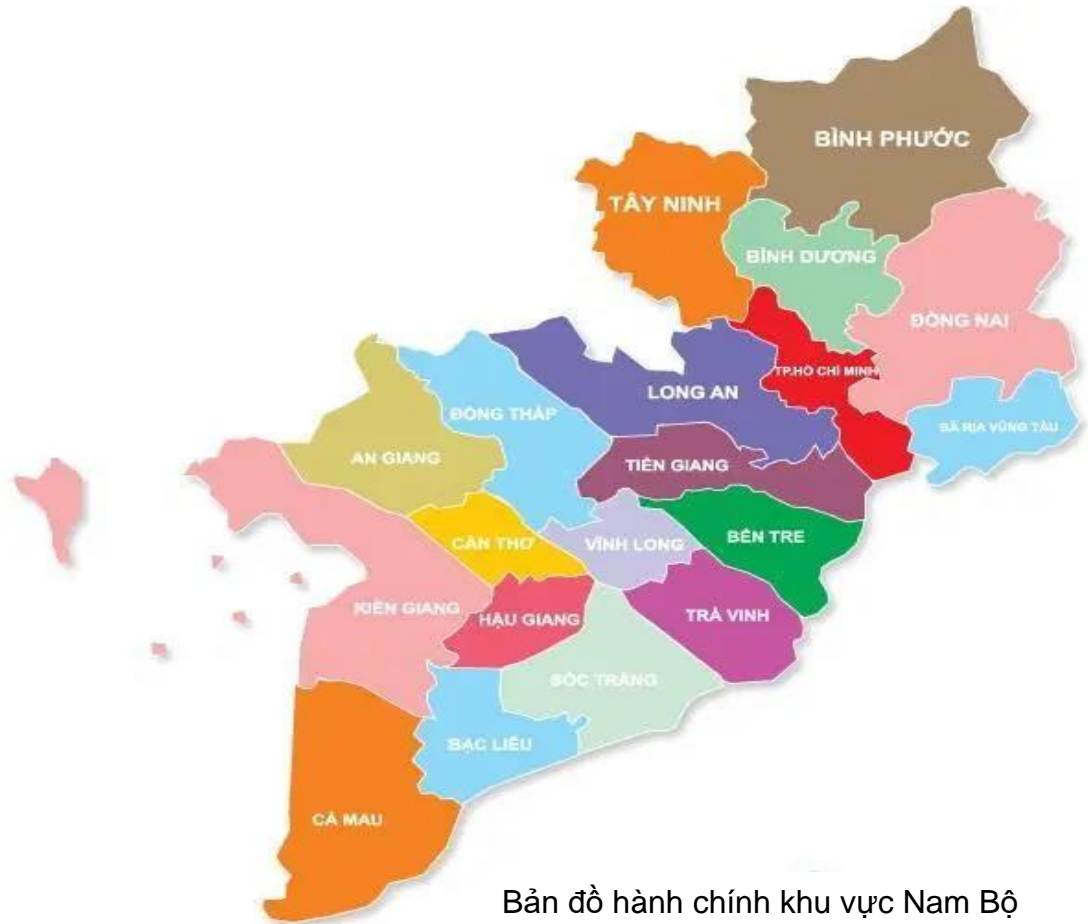 BÌNH PHƯỚC
TÂY NINH
BÌNH DƯƠNG
ĐỒNG NAI
TP.HỒ CHÍ MINH
LONG AN
ĐỒNG THÁP
BÃ RỊA VŨNG TÀU
AN GIANG
TIỀN GIANG
CẦN THƠ
VĨNH LONG
BẾN TRE
KIÊN GIANG
HẬU GIANG
TRÀ VINH
SÓC TRĂNG
BẠC LIÊU
CÀ MAU
Bản đồ hành chính khu vực Nam Bộ